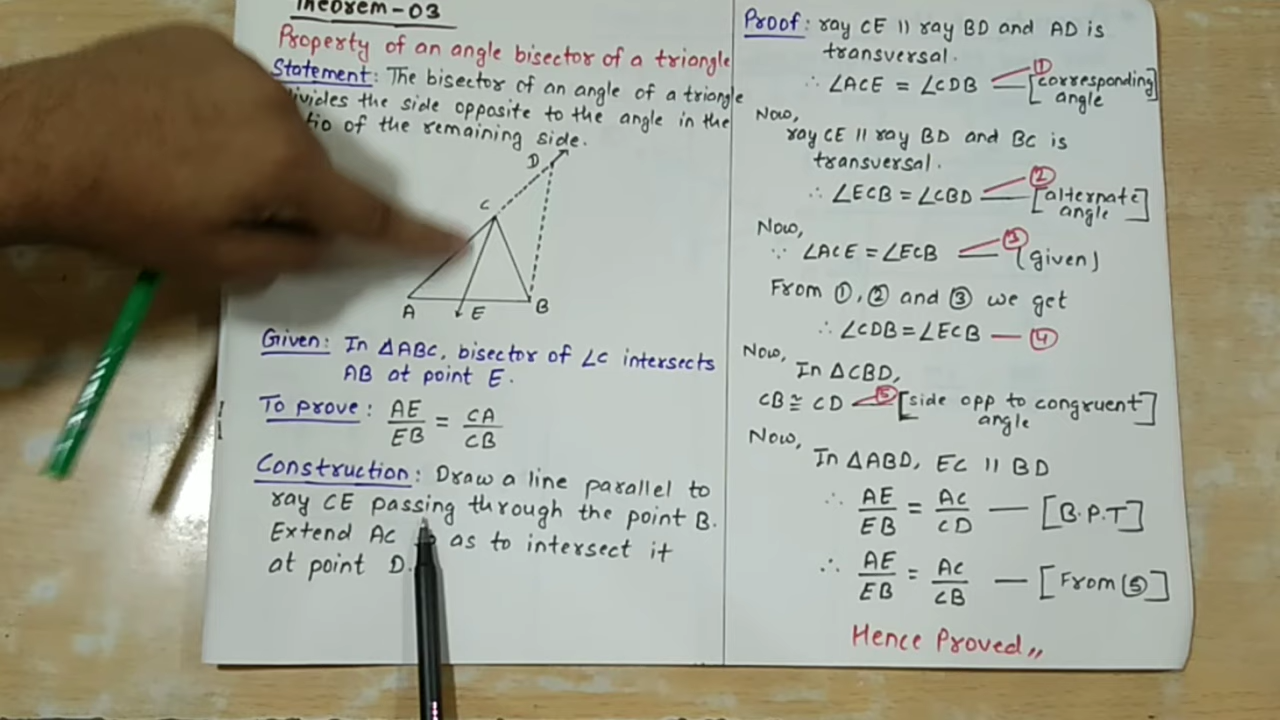 Theorem-03
Property of an angle bisector of a triangle
Statement: The bisector of an angle of a triangle
divides the side opposite to the angle in the
of the remaining side.
D
C
A E B
Given: In ΔABC, bisector of ∠C intersects
AB at point E.
To prove: AE/EB = CA/CB
Construction: Draw a line parallel to
ray CE passing through the point B.
Extend AC as to intersect it
at point D.
Proof: ray CE || ray BD and AD is
transversal.
∴ ∠ACE = ∠CDB — ① [corresponding
angle]
Now,
ray CE || ray BD and BC is
transversal.
∴ ∠ECB = ∠CBD — ② [alternate
angle]
Now,
∵ ∠ACE = ∠ECB — ③ (given)
From ①, ② and ③ we get
∴ ∠CDB = ∠ECB — ④
Now,
In ΔCBD,
CB ≅ CD — ⑤ [side opp to congruent
angle]
Now,
In ΔABD, EC || BD
∴ AE/EB = AC/CD — [B.P.T]
∴ AE/EB = AC/CB — [From ⑤]
Hence Proved,,